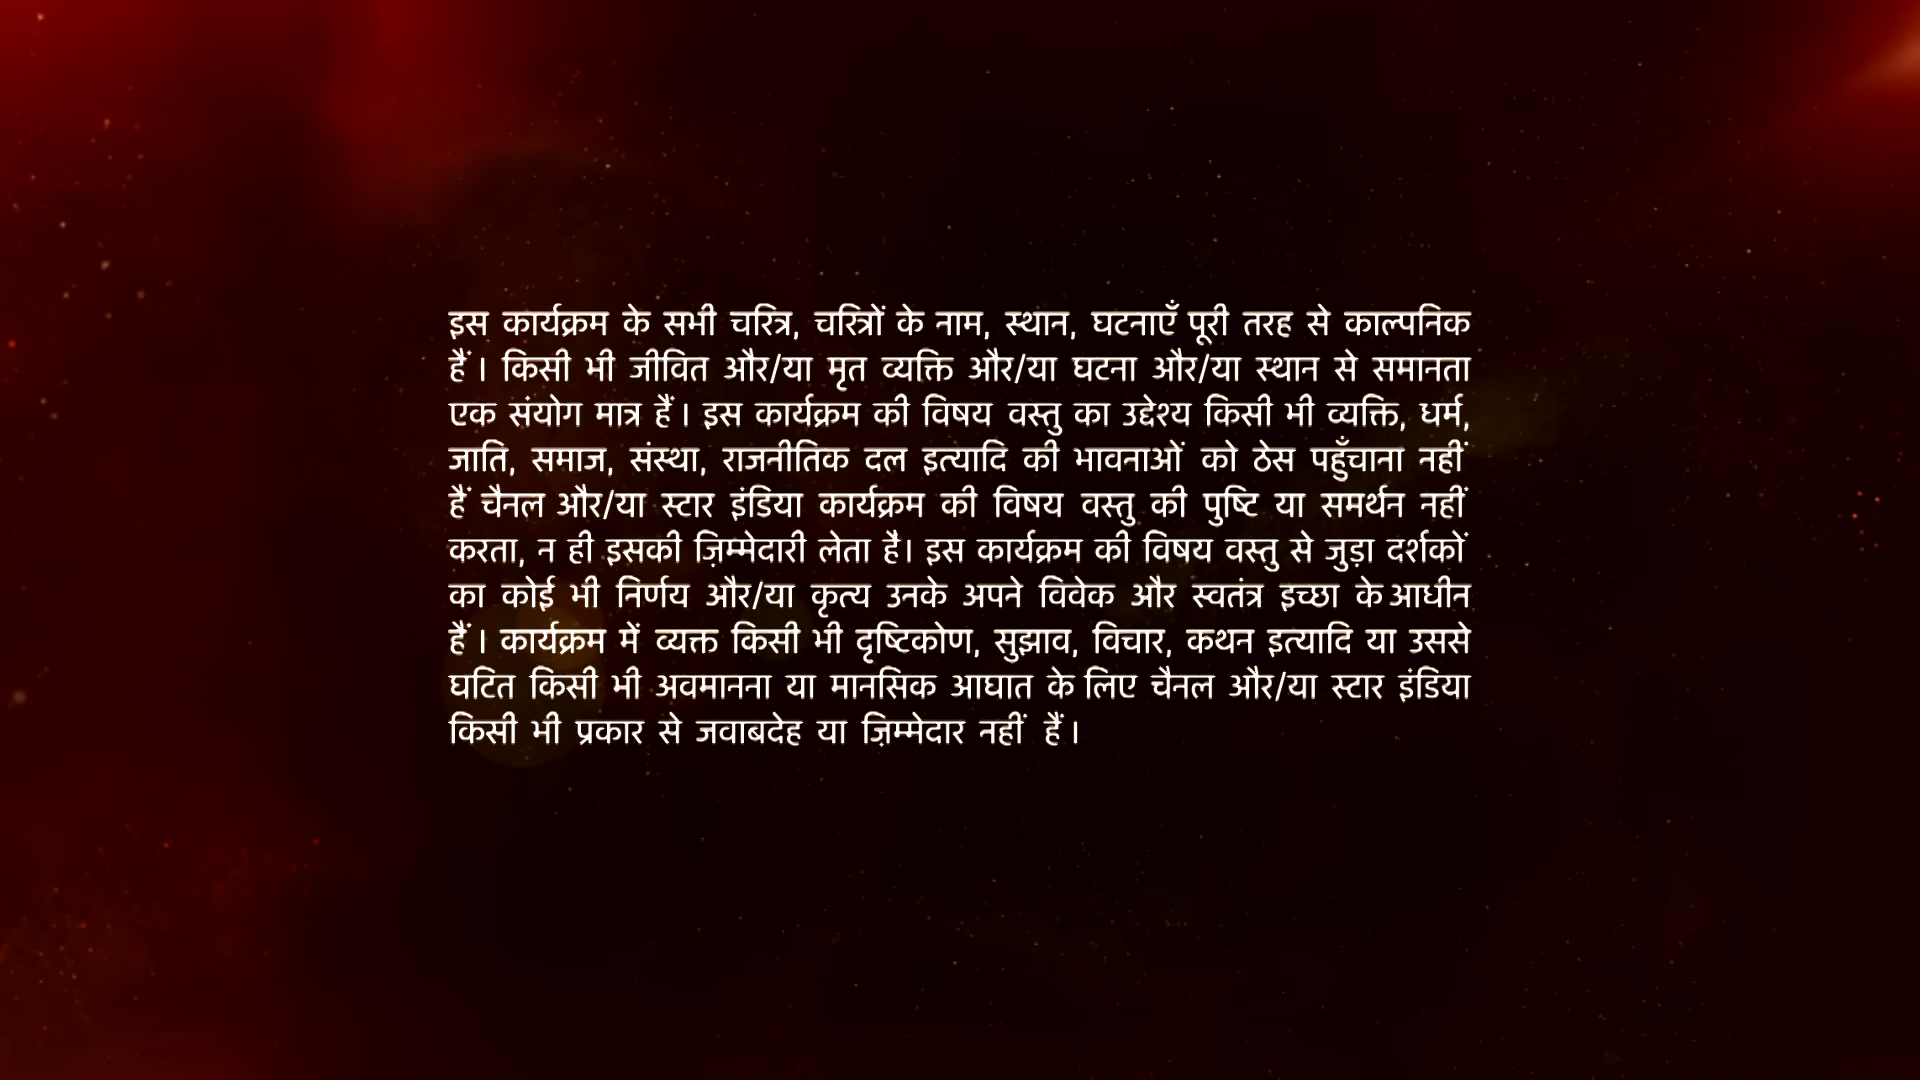 इस कार्यक्रम के सभी चरित्र, चरित्रों के नाम, स्थान, घटनाएँ पूरी तरह से काल्पनिक
हैं । किसी भी जीवित और/या मृत व्यक्ति और/या घटना और/या स्थान से समानता
एक संयोग मात्र हैं । इस कार्यक्रम की विषय वस्तु का उद्देश्य किसी भी व्यक्ति, धर्म,
जाति, समाज, संस्था, राजनीतिक दल इत्यादि की भावनाओं को ठेस पहुँचाना नहीं
हैं चैनल और/या स्टार इंडिया कार्यक्रम की विषय वस्तु की पुष्टि या समर्थन नहीं
करता, न ही इसकी ज़िम्मेदारी लेता है। इस कार्यक्रम की विषय वस्तु से जुड़ा दर्शकों
का कोई भी निर्णय और/या कृत्य उनके अपने विवेक और स्वतंत्र इच्छा के आधीन
हैं । कार्यक्रम में व्यक्त किसी भी दृष्टिकोण, सुझाव, विचार, कथन इत्यादि या उससे
घटित किसी भी अवमानना या मानसिक आघात के लिए चैनल और/या स्टार इंडिया
किसी भी प्रकार से जवाबदेह या ज़िम्मेदार नहीं हैं ।